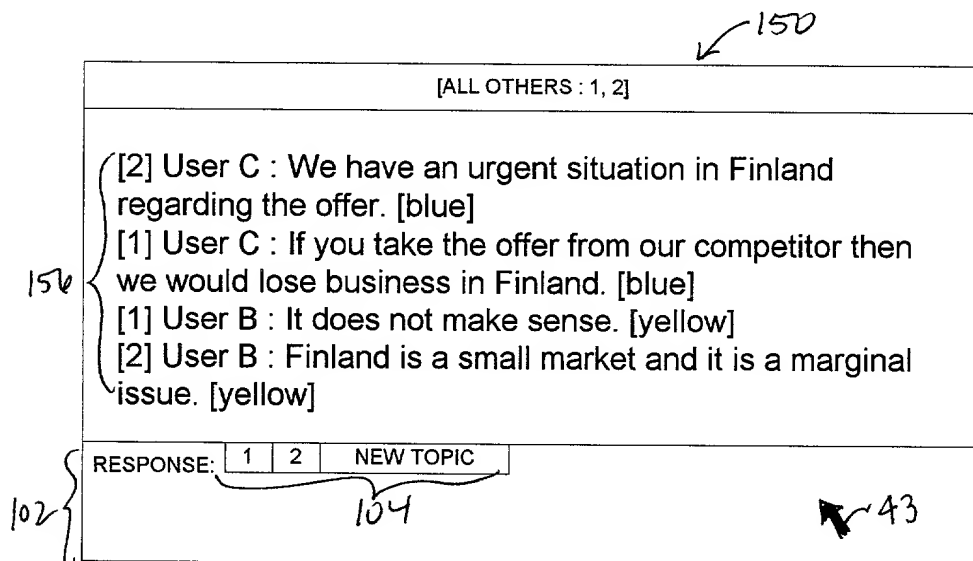 150
[ALL OTHERS : 1, 2]
[2] User C : We have an urgent situation in Finland
regarding the offer. [blue]
[1] User C : If you take the offer from our competitor then
we would lose business in Finland. [blue]
156
[1] User B : It does not make sense. [yellow]
[2] User B : Finland is a small market and it is a marginal
issue. [yellow]
RESPONSE: 1 2 NEW TOPIC
102 104 43